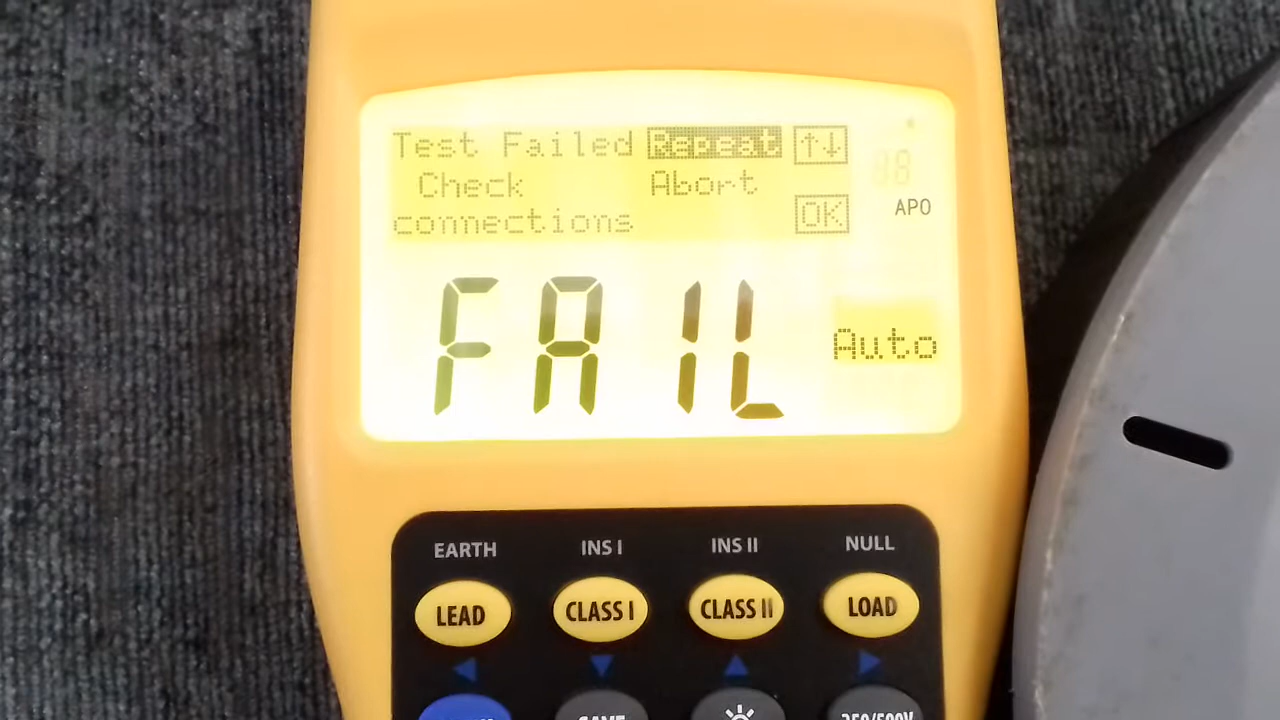 Test Failed Repeat ↑↓
Check Abort
connections OK
APO
FAIL
Auto
EARTH INS I INS II NULL
LEAD CLASS I CLASS II LOAD